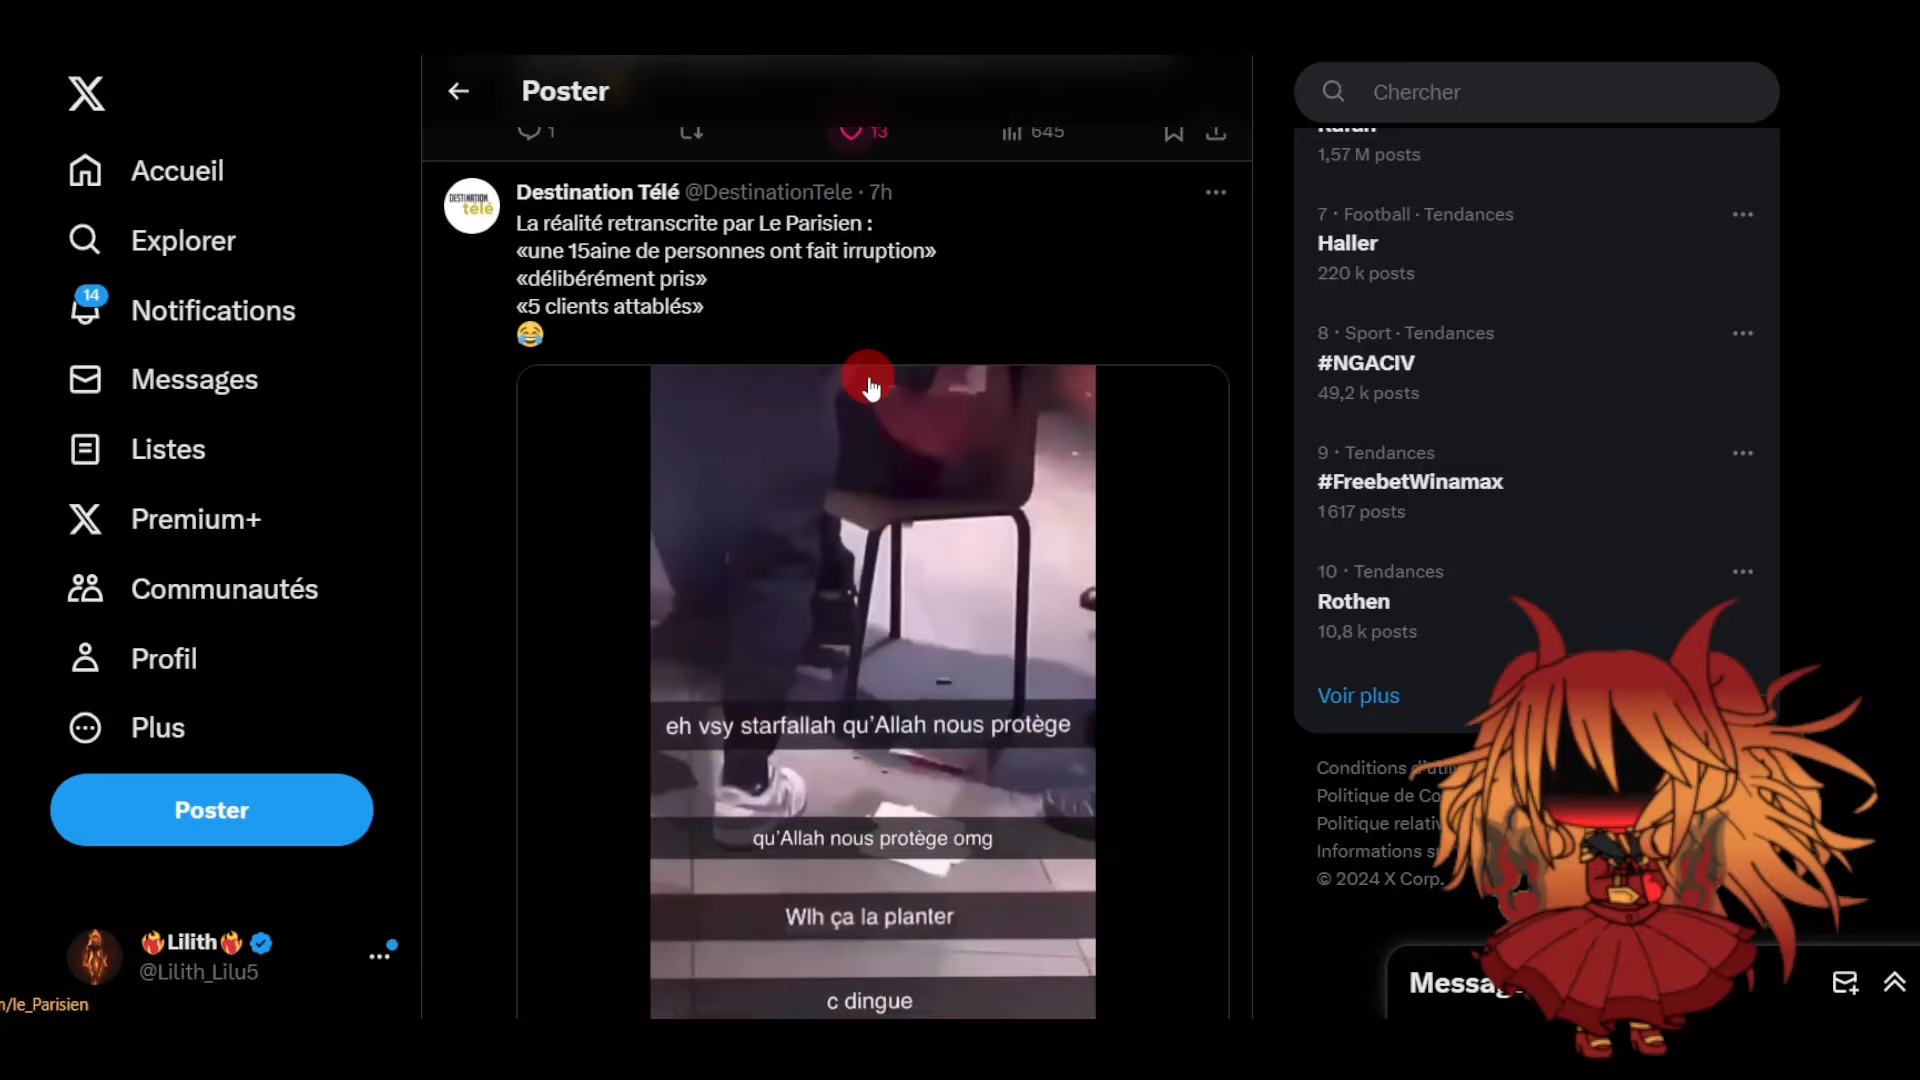 Accueil
Explorer
14
Notifications
Messages
Listes
Premium+
Communautés
Profil
Plus
Poster
Lilith
@Lilith_Lilu5
n/le_Parisien
Poster
1
13
645
DESTINATION
télé
Destination Télé @DestinationTele · 7h
La réalité retranscrite par Le Parisien :
«une 15aine de personnes ont fait irruption»
«délibérément pris»
«5 clients attablés»
eh vsy starfallah qu'Allah nous protège
qu'Allah nous protège omg
Wlh ça la planter
c dingue
Chercher
1,57 M posts
7 · Football · Tendances
Haller
220 k posts
8 · Sport · Tendances
#NGACIV
49,2 k posts
9 · Tendances
#FreebetWinamax
1 617 posts
10 · Tendances
Rothen
10,8 k posts
Voir plus
Conditions d'util
Politique de Co
Politique relativ
Informations s
© 2024 X Corp.
Messag